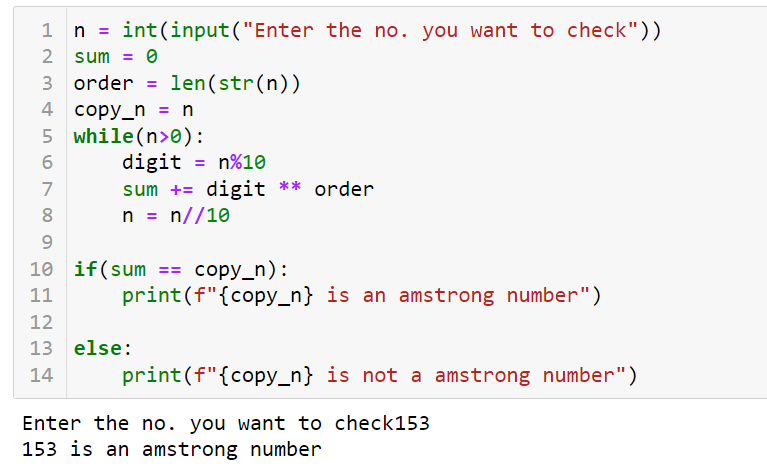 1 n = int(input("Enter the no. you want to check"))
2 sum = 0
3 order = len(str(n))
4 copy_n = n
5 while(n>0):
6     digit = n%10
7     sum += digit ** order
8     n = n//10
9
10 if(sum == copy_n):
11     print(f"{copy_n} is an amstrong number")
12
13 else:
14     print(f"{copy_n} is not a amstrong number")
Enter the no. you want to check153
153 is an amstrong number